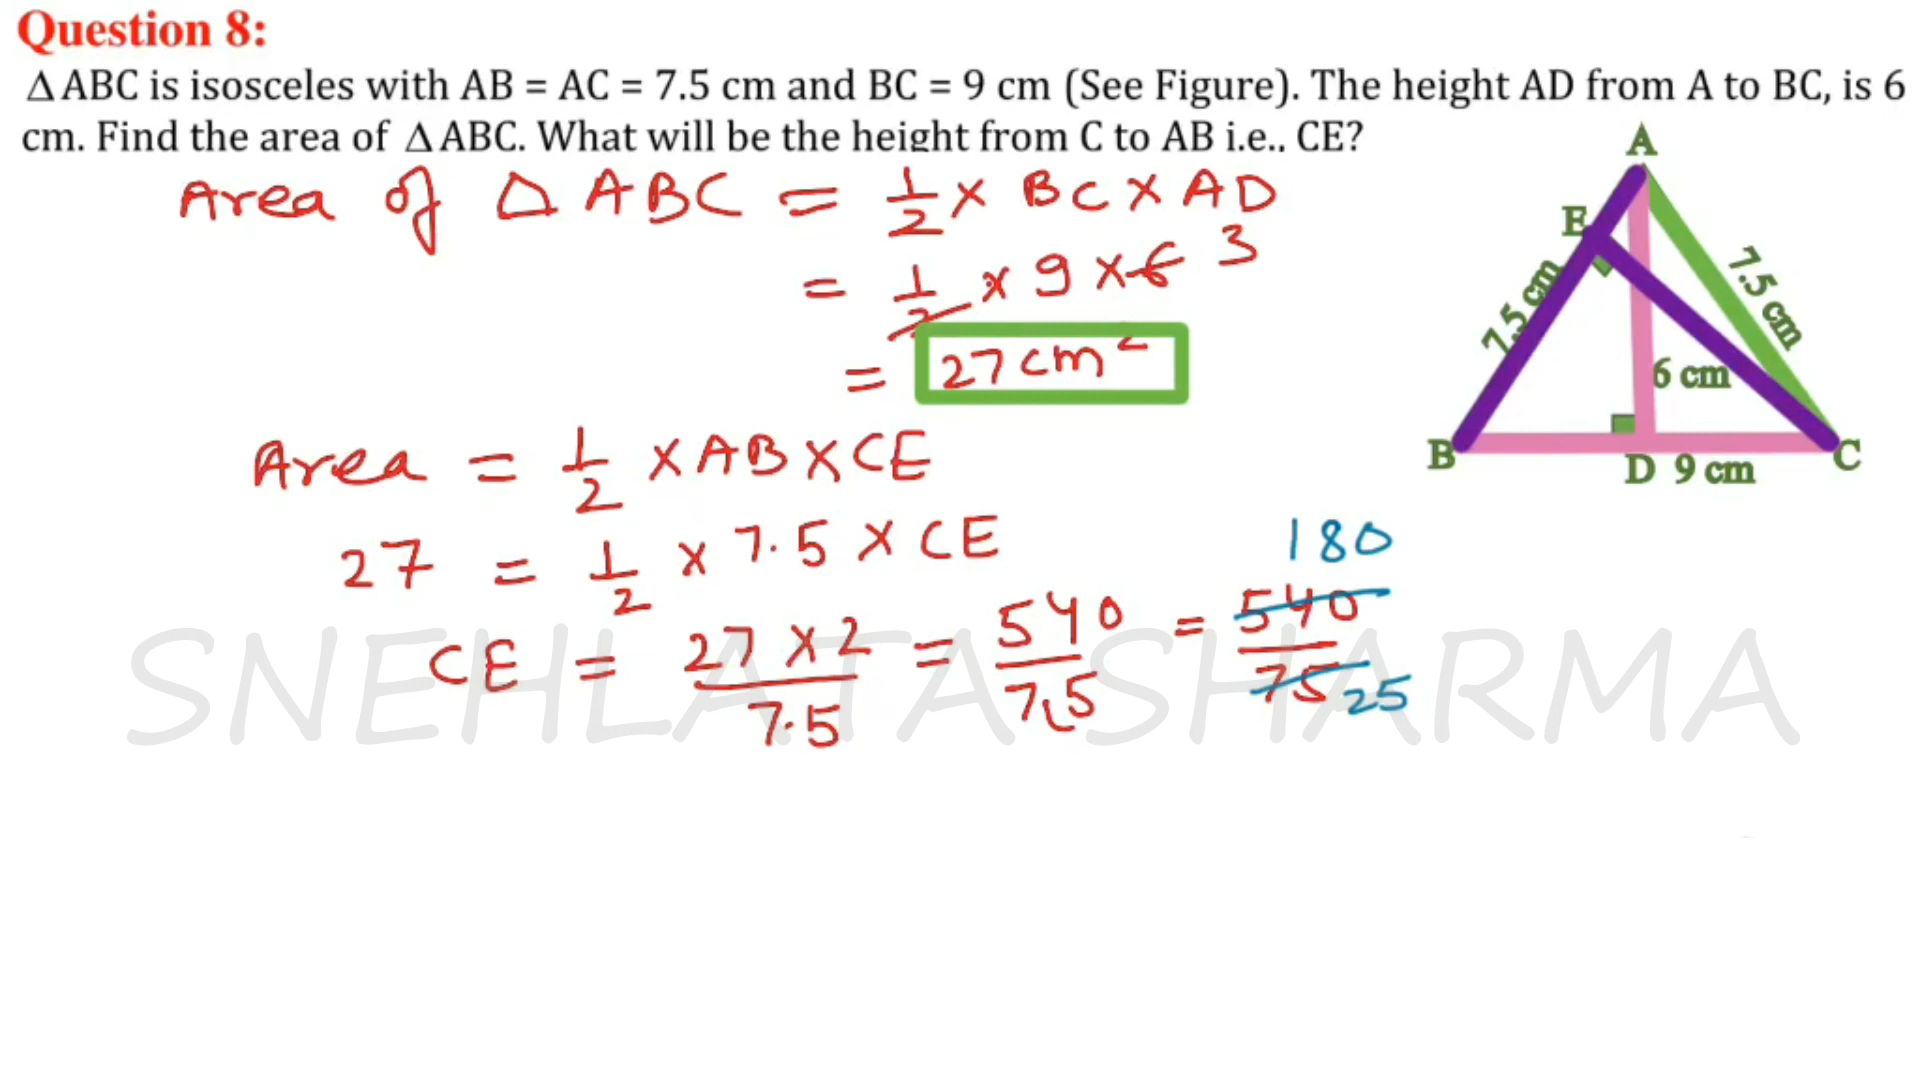 Question 8:
∆ ABC is isosceles with AB = AC = 7.5 cm and BC = 9 cm (See Figure). The height AD from A to BC, is 6
cm. Find the area of ∆ ABC. What will be the height from C to AB i.e., CE?
Area of ∆ ABC = 1/2 × BC × AD
= 1/2 × 9 × 6 3
= 27 cm²
Area = 1/2 × AB × CE
27 = 1/2 × 7.5 × CE
CE = 27 × 2 / 7.5 = 540 / 7.5 = 540 / 75 180 25
A
E
7.5 cm
7.5 cm
6 cm
B
D 9 cm
C
SNEHLATA SHARMA